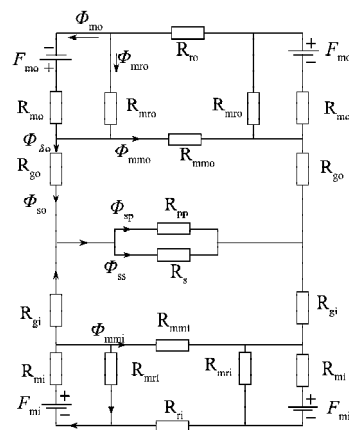 Φmo
Fmo Φmro Rro Fmo
Rmo Rmro Rmro Rmo
Φδo Φmmo Rmmo
Rgo Rgo
Φso
Φsp Rpp
Φss Rs
Rgi Rgi
Φmmi Rmmi
Rmi Rmri Rmri Rmi
Fmi Rri Fmi